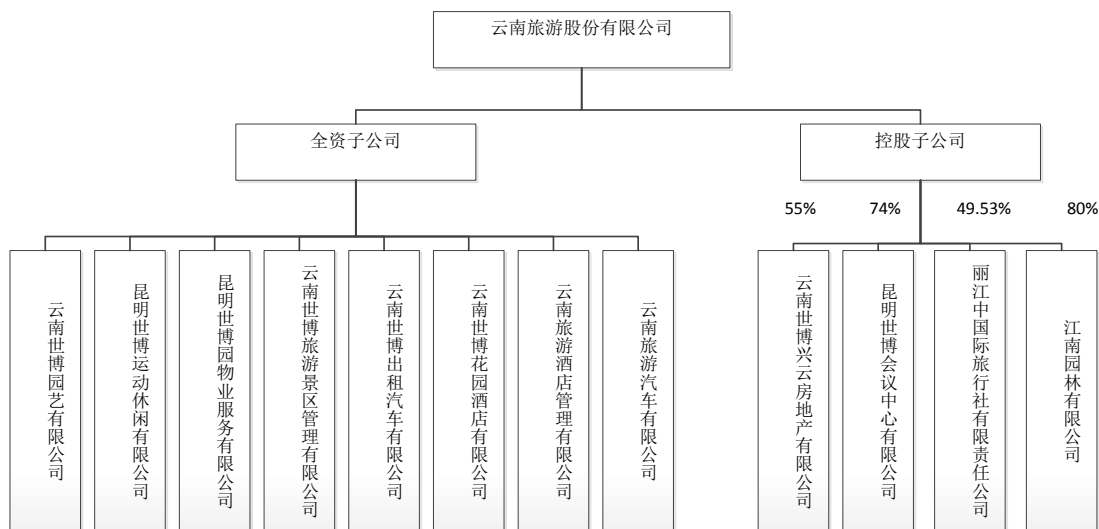 云南旅游股份有限公司
全资子公司
控股子公司
55%
74%
49.53%
80%
云南世博园艺有限公司
昆明世博运动休闲有限公司
昆明世博园物业服务有限公司
云南世博旅游景区管理有限公司
云南世博出租汽车有限公司
云南世博花园酒店有限公司
云南旅游酒店管理有限公司
云南旅游汽车有限公司
云南世博兴云房地产有限公司
昆明世博会议中心有限公司
丽江中国际旅行社有限责任公司
江南园林有限公司